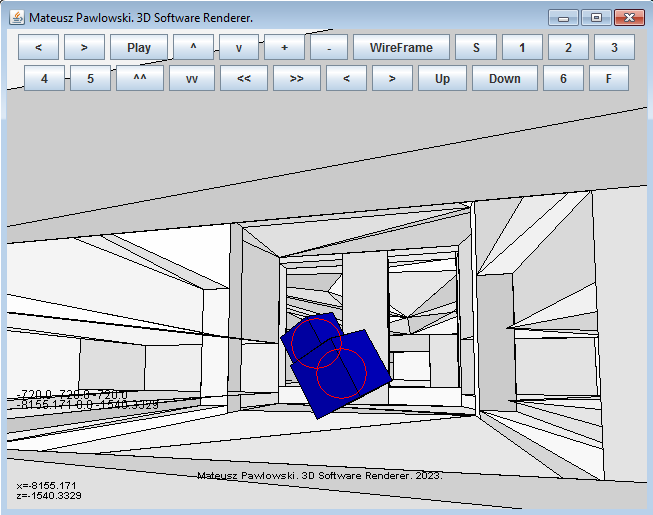 Mateusz Pawlowski. 3D Software Renderer.
< > Play ^ v + - WireFrame S 1 2 3
4 5 ^^ vv << >> < > Up Down 6 F
-720.0 -720.0 -720.0
-8155.171 0.0 -1540.3329
Mateusz Pawlowski. 3D Software Renderer. 2023.
x=-8155.171
z=-1540.3329